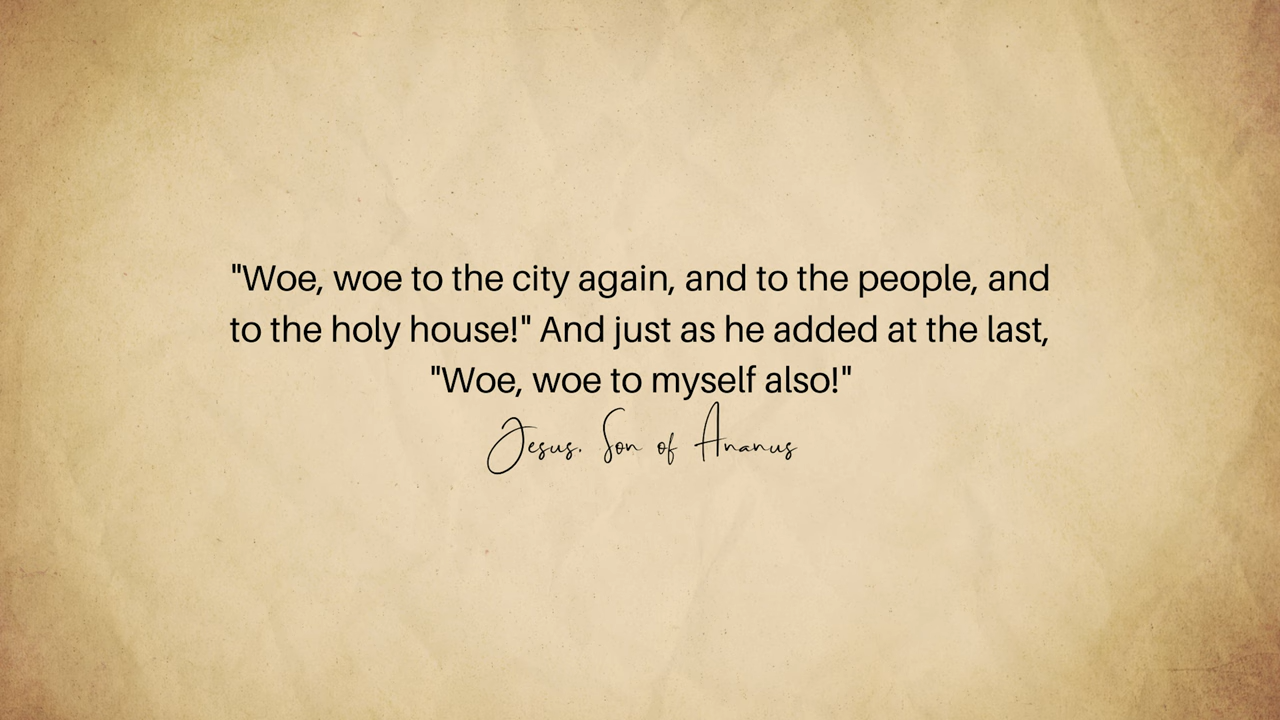 "Woe, woe to the city again, and to the people, and
to the holy house!" And just as he added at the last,
"Woe, woe to myself also!"
Jesus, Son of Ananus